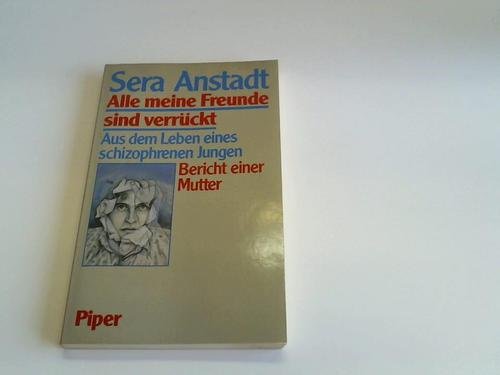 Sera Anstadt
Alle meine Freunde
sind verrückt
Aus dem Leben eines
schizophrenen Jungen
Bericht einer
Mutter
Piper